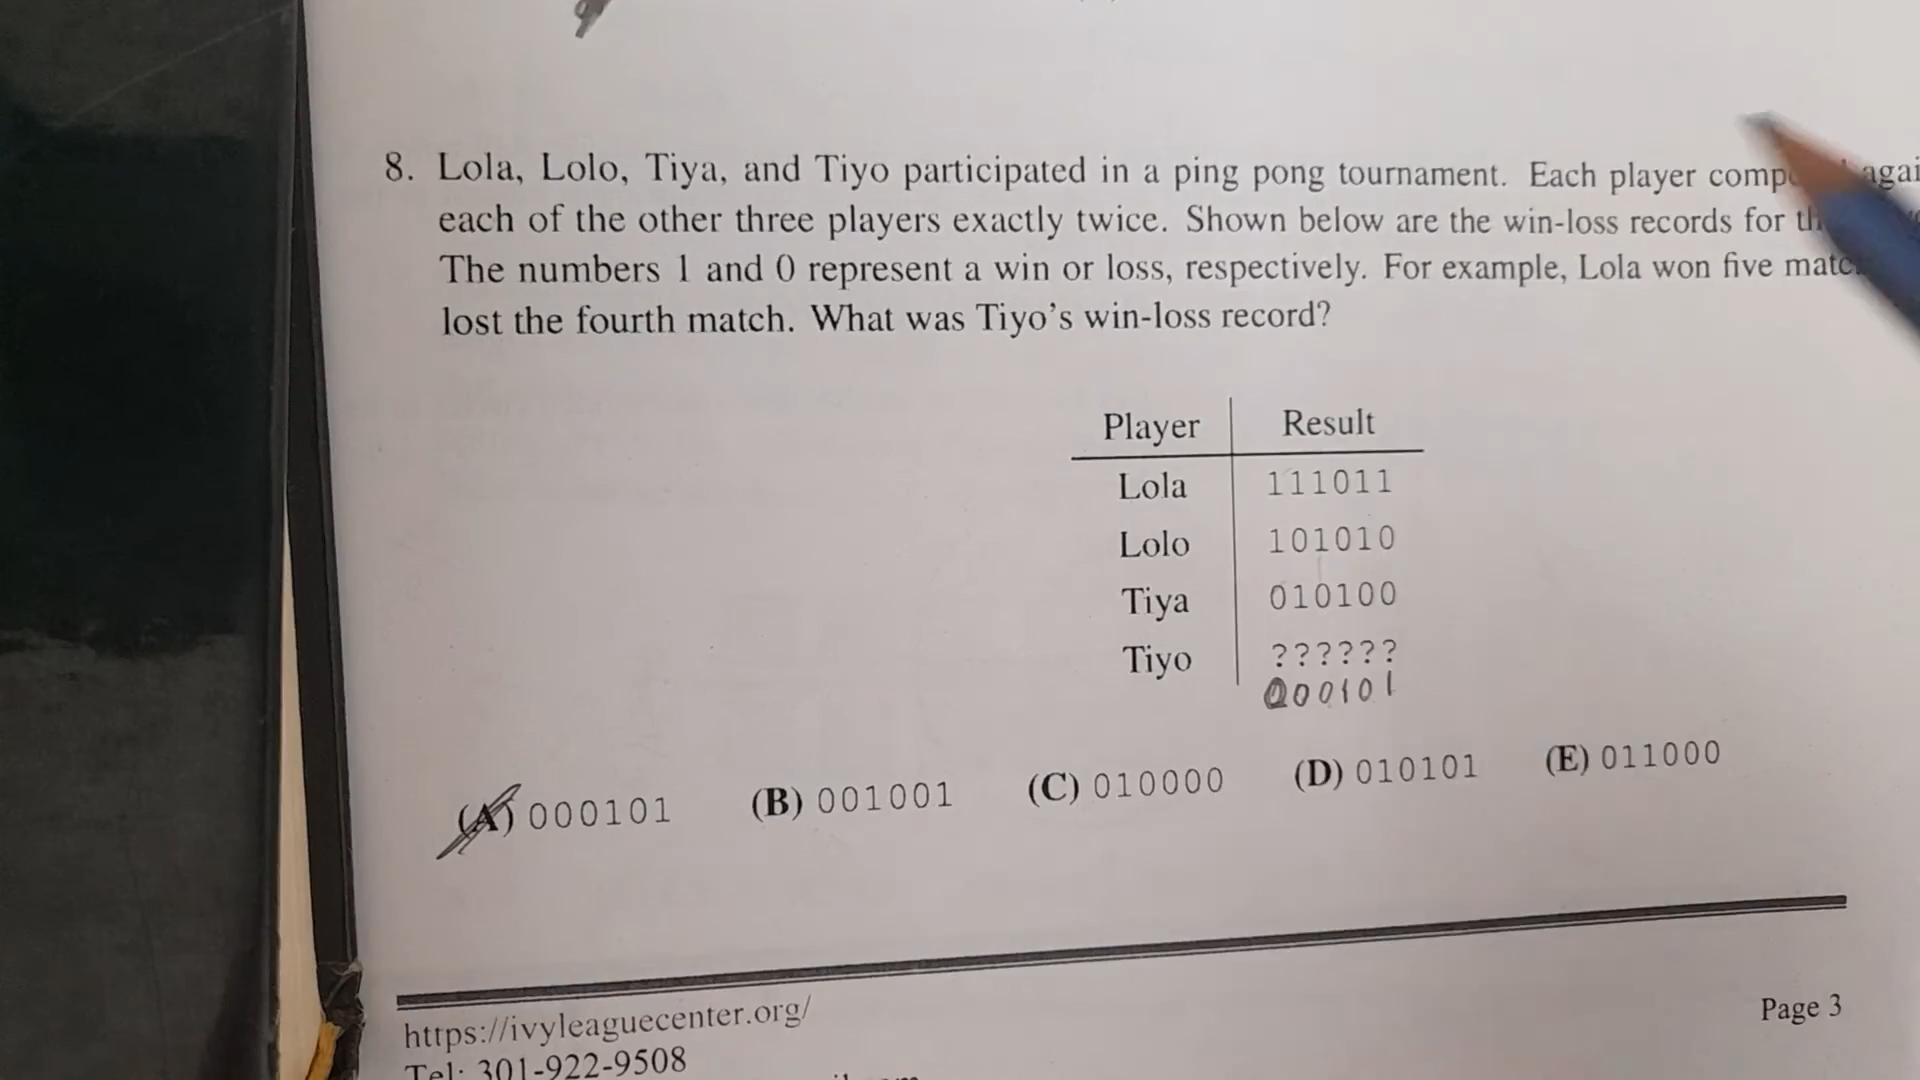 8. Lola, Lolo, Tiya, and Tiyo participated in a ping pong tournament. Each player
each of the other three players exactly twice. Shown below are the win-loss records for
The numbers 1 and 0 represent a win or loss, respectively. For example, Lola won five
lost the fourth match. What was Tiyo's win-loss record?
Player Result
Lola 111011
Lolo 101010
Tiya 010100
Tiyo ??????
000101
(A) 000101 (B) 001001 (C) 010000 (D) 010101 (E) 011000
https://ivyleaguecenter.org/
Page 3
Tel: 301-922-9508